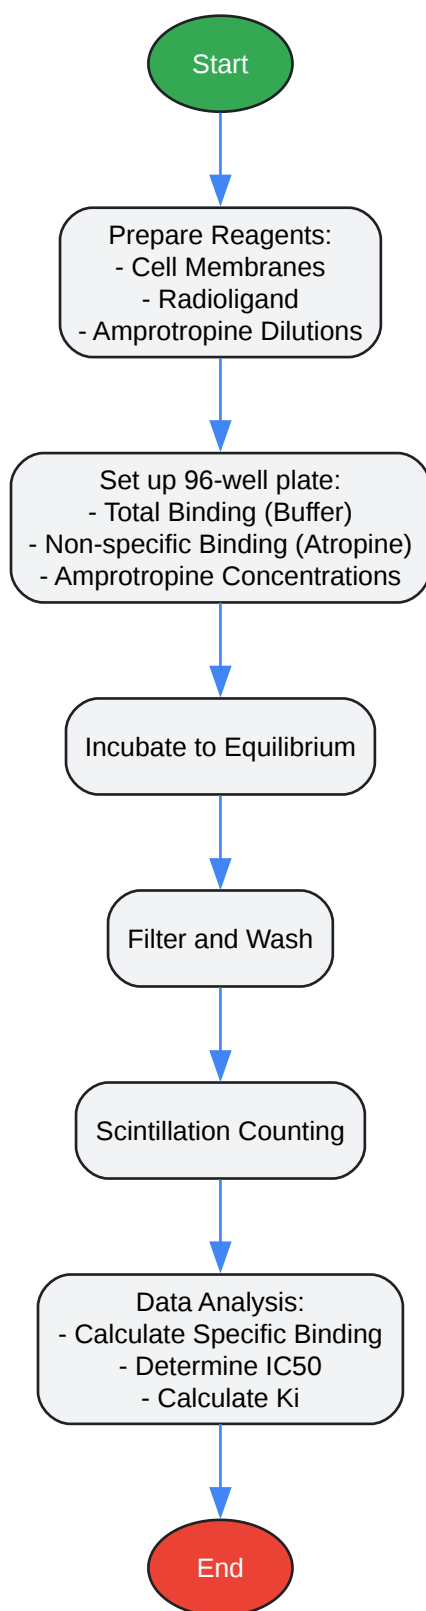 Start
Prepare Reagents:
- Cell Membranes
- Radioligand
- Amprotropine Dilutions
Set up 96-well plate:
- Total Binding (Buffer)
- Non-specific Binding (Atropine)
- Amprotropine Concentrations
Incubate to Equilibrium
Filter and Wash
Scintillation Counting
Data Analysis:
- Calculate Specific Binding
- Determine IC50
- Calculate Ki
End